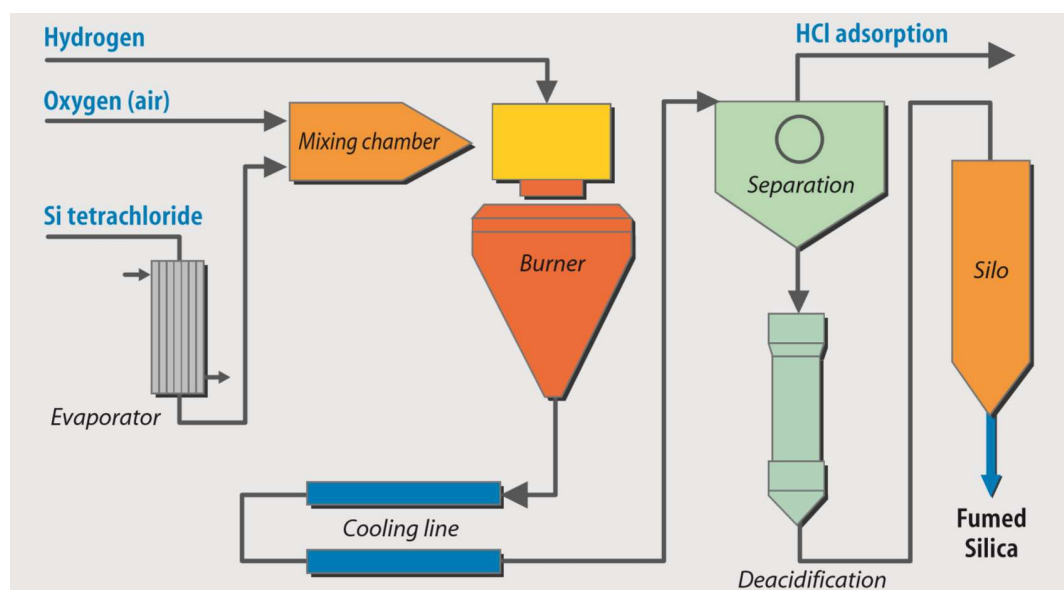 Hydrogen
HCl adsorption
Oxygen (air)
Mixing chamber
Separation
Si tetrachloride
Burner
Silo
Evaporator
Cooling line
Fumed
Silica
Deacidification